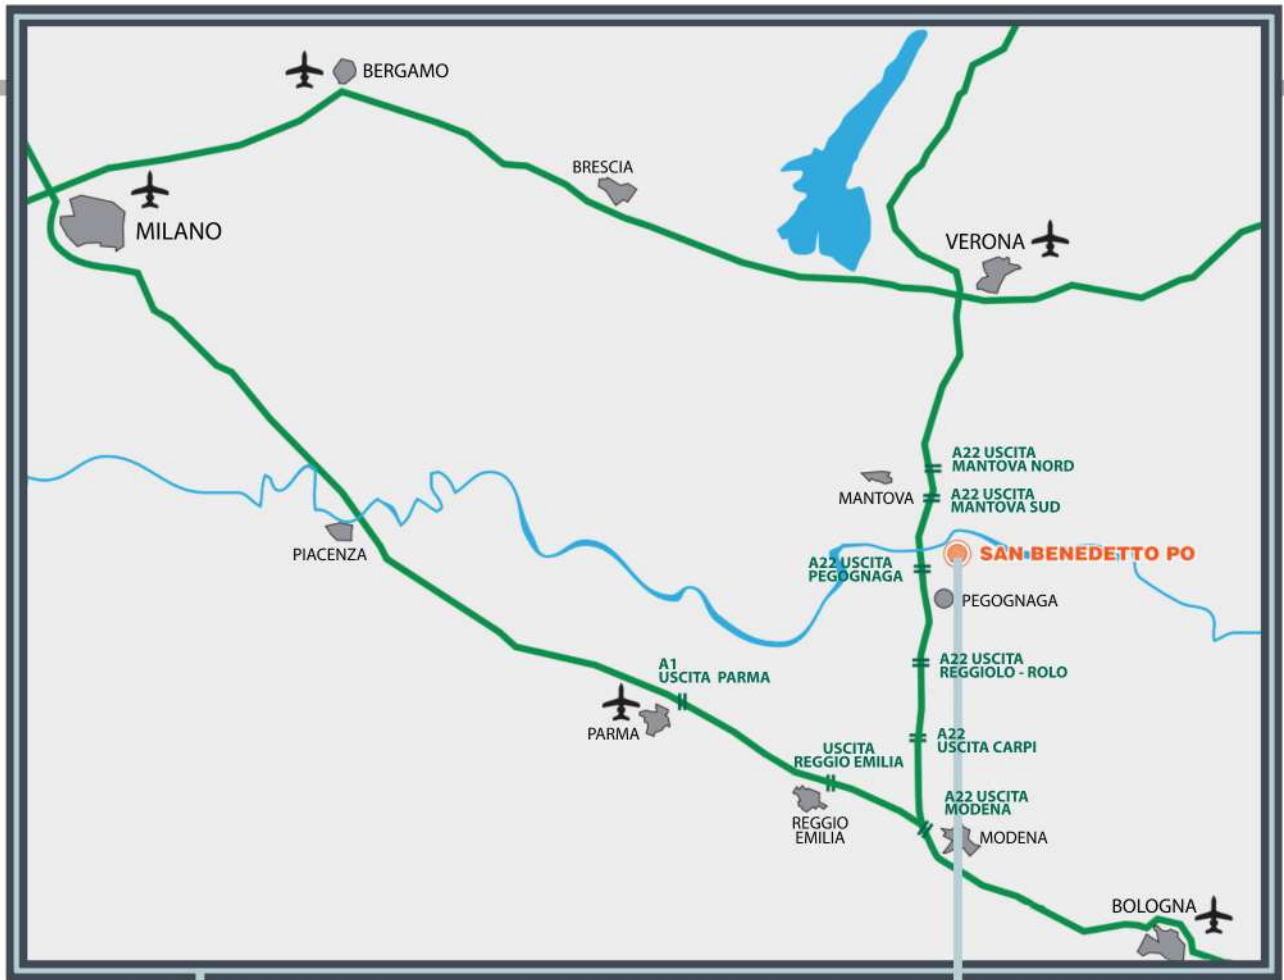 BERGAMO
BRESCIA
MILANO
VERONA
A22 USCITA
MANTOVA NORD
MANTOVA
A22 USCITA
MANTOVA SUD
PIACENZA
SAN BENEDETTO PO
A22 USCITA
PEGOGNAGA
PEGOGNAGA
A1
USCITA PARMA
A22 USCITA
REGGIOLO - ROLO
PARMA
USCITA
REGGIO EMILIA
A22
USCITA CARPI
A22 USCITA
MODENA
REGGIO
EMILIA
MODENA
BOLOGNA